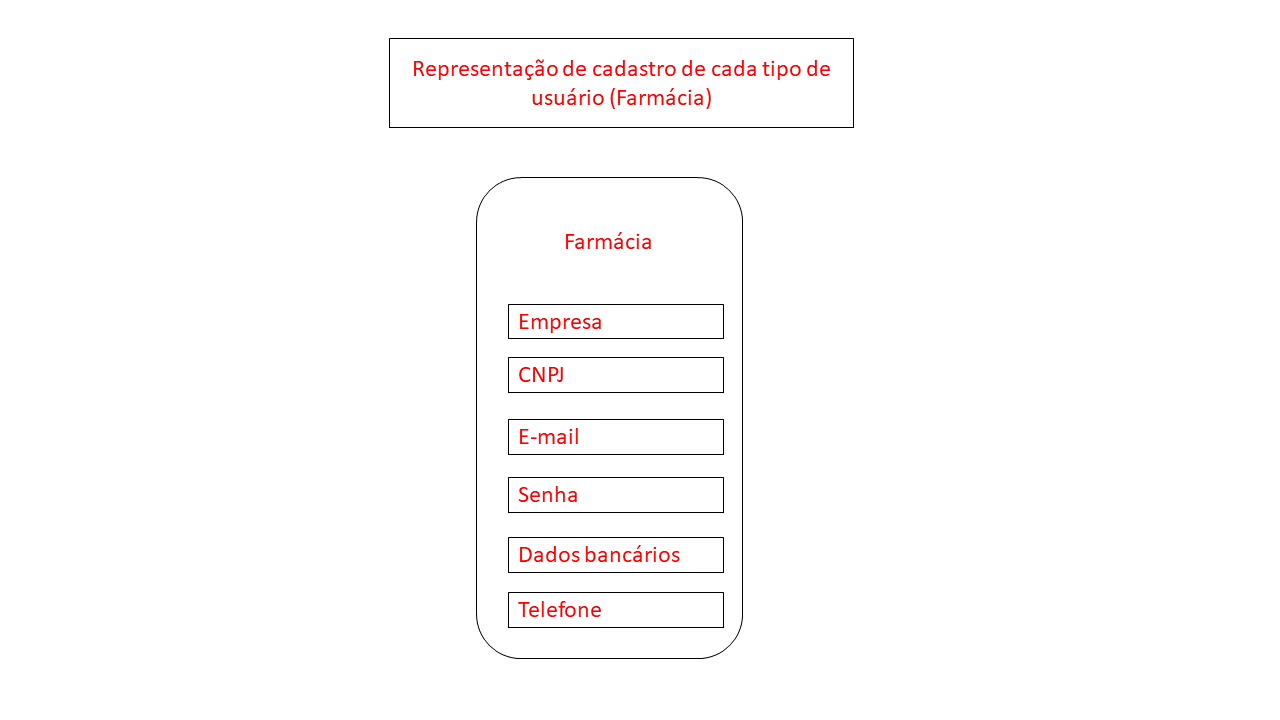 Representação de cadastro de cada tipo de
usuário (Farmácia)
Farmácia
Empresa
CNPJ
E-mail
Senha
Dados bancários
Telefone